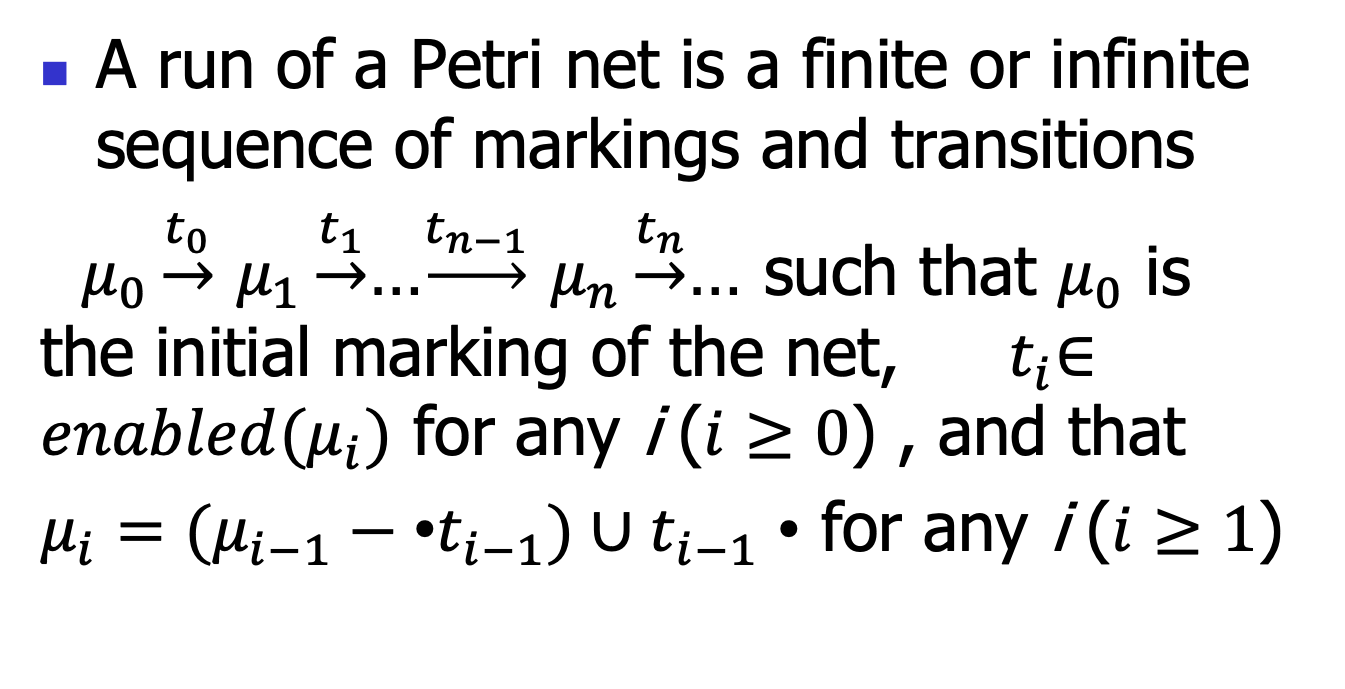 ▪ A run of a Petri net is a finite or infinite
sequence of markings and transitions
μ₀ →^{t₀} μ₁ →^{t₁} … →^{tₙ₋₁} μₙ →^{tₙ} … such that μ₀ is
the initial marking of the net, tᵢ∈
enabled(μᵢ) for any i (i ≥ 0) , and that
μᵢ = (μᵢ₋₁ − •tᵢ₋₁) ∪ tᵢ₋₁ • for any i (i ≥ 1)